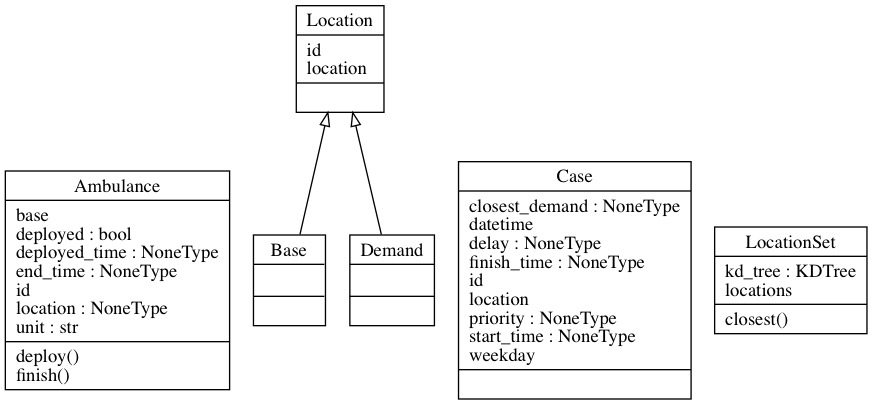 Location
id
location
Ambulance
base
deployed : bool
deployed_time : NoneType
end_time : NoneType
id
location : NoneType
unit : str
deploy()
finish()
Base
Demand
Case
closest_demand : NoneType
datetime
delay : NoneType
finish_time : NoneType
id
location
priority : NoneType
start_time : NoneType
weekday
LocationSet
kd_tree : KDTree
locations
closest()